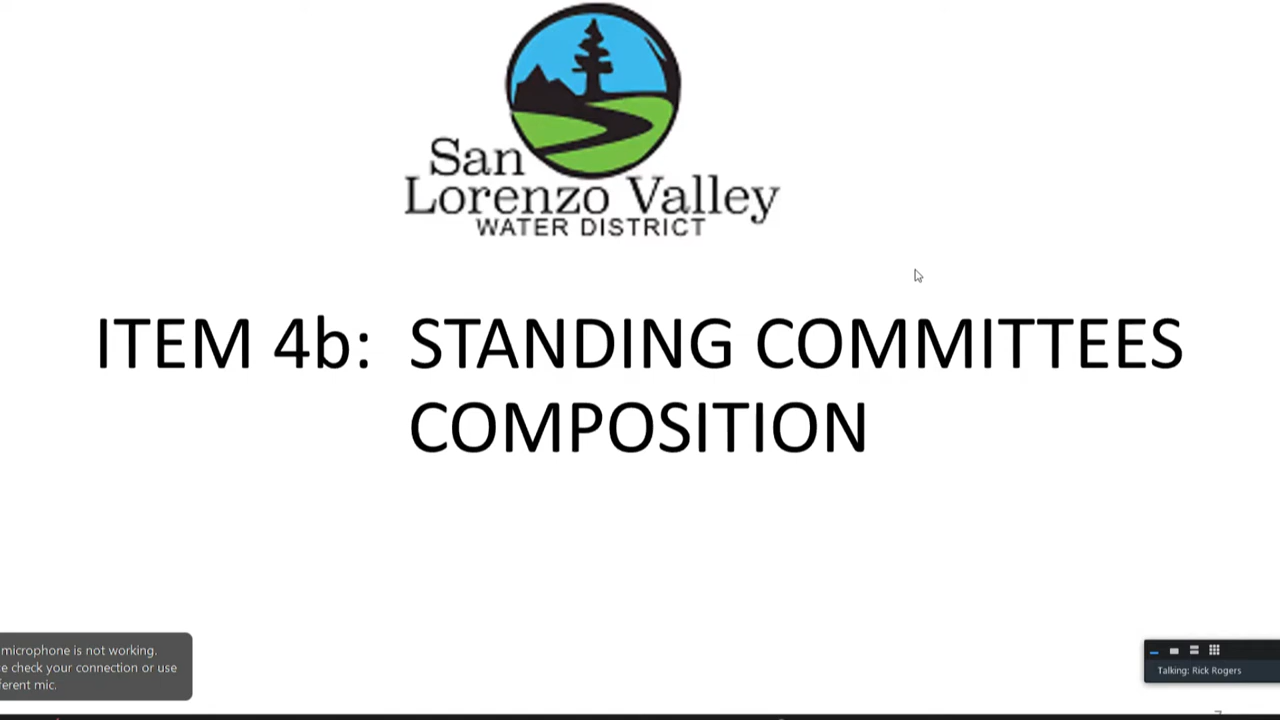 San
Lorenzo Valley
WATER DISTRICT
ITEM 4b: STANDING COMMITTEES
COMPOSITION
microphone is not working.
e check your connection or use
ferent mic.
Talking: Rick Rogers